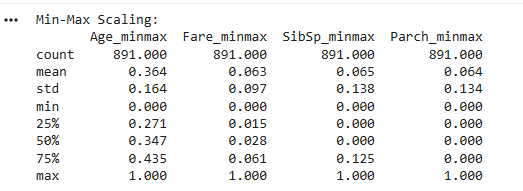 ••• Min-Max Scaling:
Age_minmax Fare_minmax SibSp_minmax Parch_minmax
count 891.000 891.000 891.000 891.000
mean 0.364 0.063 0.065 0.064
std 0.164 0.097 0.138 0.134
min 0.000 0.000 0.000 0.000
25% 0.271 0.015 0.000 0.000
50% 0.347 0.028 0.000 0.000
75% 0.435 0.061 0.125 0.000
max 1.000 1.000 1.000 1.000